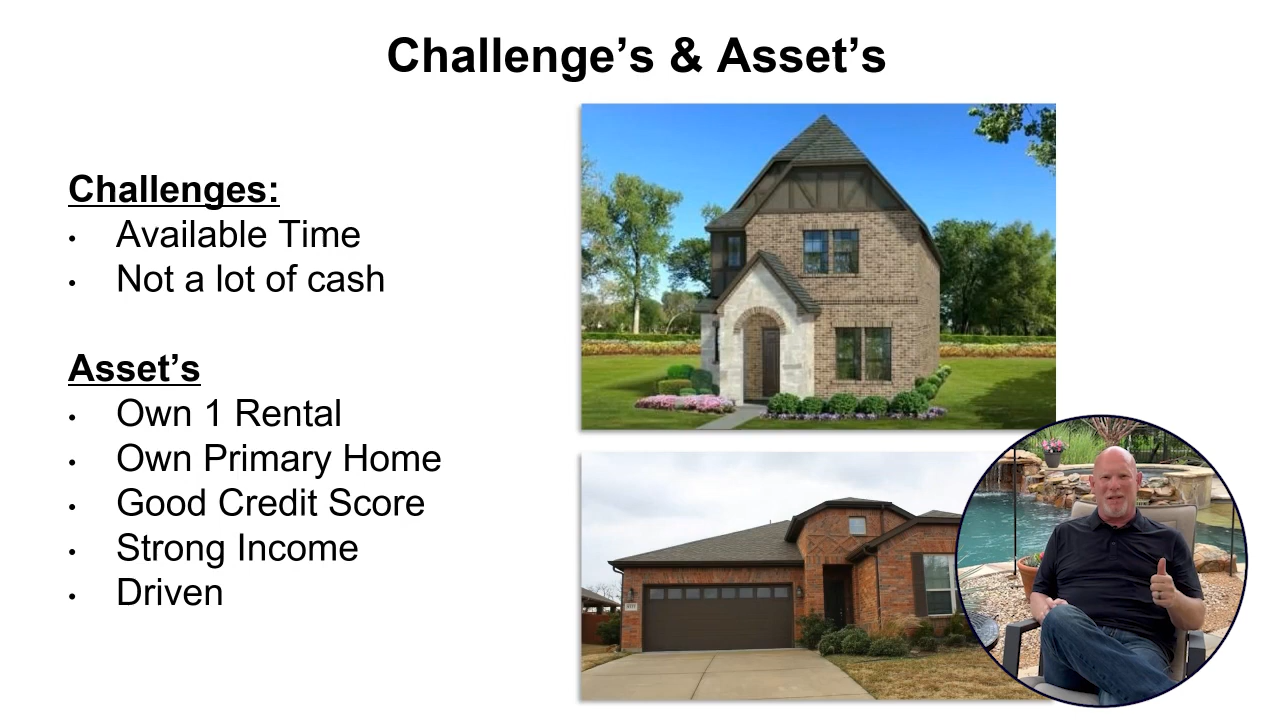 Challenge’s & Asset’s
Challenges:
• Available Time
• Not a lot of cash
Asset’s
• Own 1 Rental
• Own Primary Home
• Good Credit Score
• Strong Income
• Driven